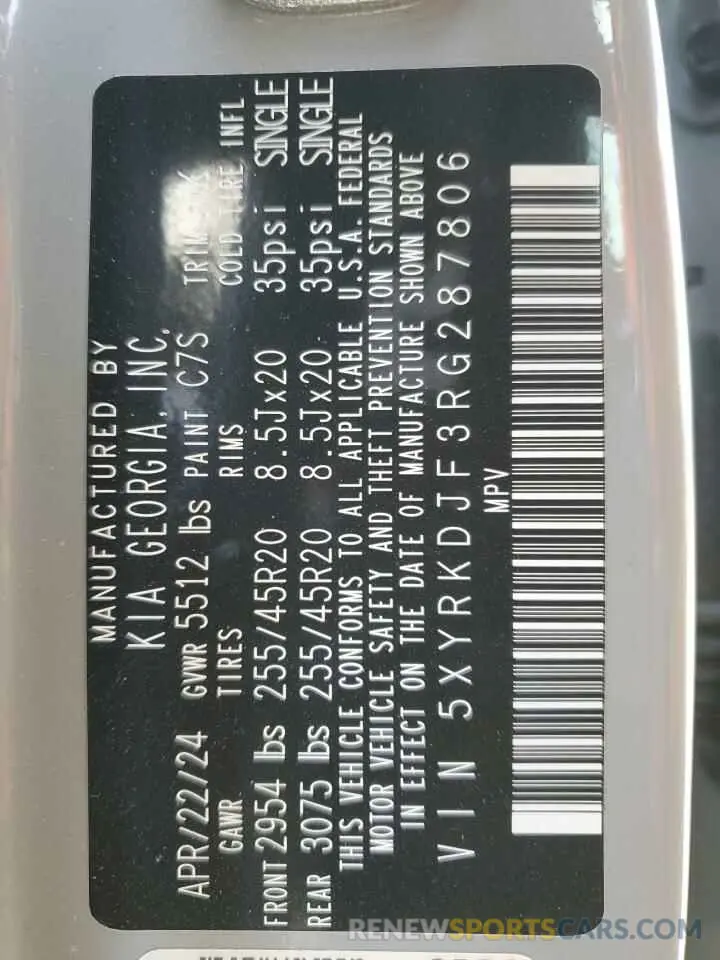 MANUFACTURED BY
KIA GEORGIA, INC.
APR/22/24 GVWR 5512 lbs PAINT C7S
GAWR TIRES RIMS COLD TIRE INFL
FRONT 2954 lbs 255/45R20 8.5Jx20 35psi SINGLE
REAR 3075 lbs 255/45R20 8.5Jx20 35psi SINGLE
THIS VEHICLE CONFORMS TO ALL APPLICABLE U.S.A. FEDERAL
MOTOR VEHICLE SAFETY AND THEFT PREVENTION STANDARDS
IN EFFECT ON THE DATE OF MANUFACTURE SHOWN ABOVE
VIN 5XYRKDJF3RG287806
MPV
RENEWSPORTSCARS.COM